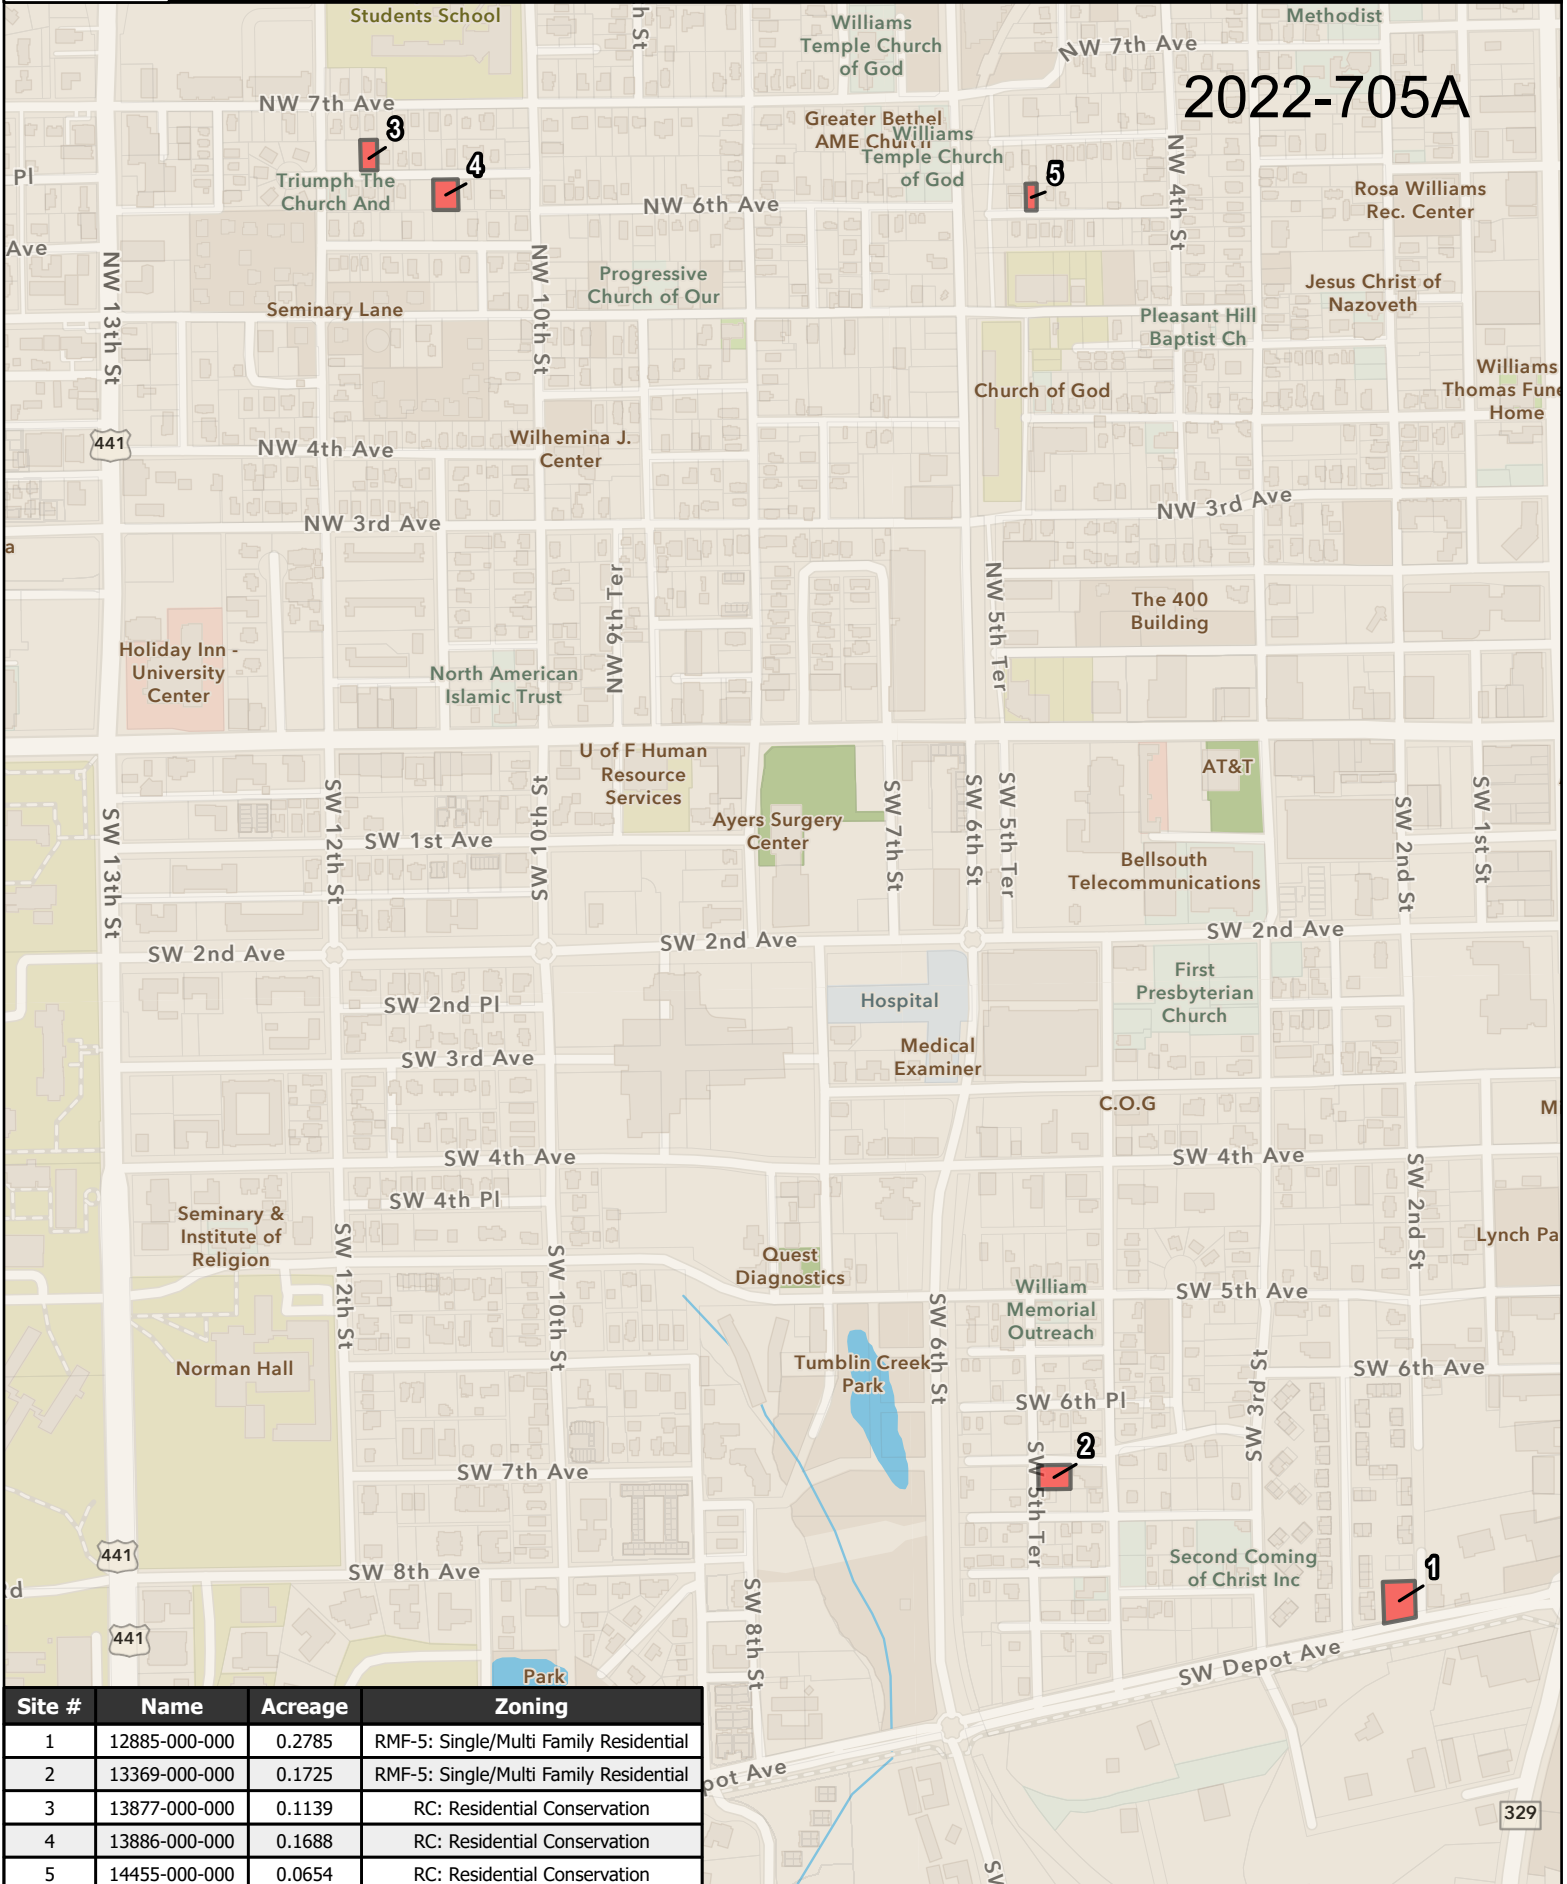 Students School
h St
Williams
Temple Church
of God
Methodist
NW 7th Ave
2022-705A
NW 7th Ave
3
Greater Bethel
AME Church
Williams
Temple Church
of God
NW 4th St
4
5
Pl
Triumph The
Church And
NW 6th Ave
Rosa Williams
Rec. Center
Ave
NW 13th St
NW 10th St
Progressive
Church of Our
Jesus Christ of
Nazoveth
Seminary Lane
Pleasant Hill
Baptist Ch
Church of God
Williams
Thomas Fune
Home
441
NW 4th Ave
Wilhemina J.
Center
NW 3rd Ave
NW 3rd Ave
a
NW 9th Ter
NW 5th Ter
The 400
Building
Holiday Inn -
University
Center
North American
Islamic Trust
U of F Human
Resource
Services
AT&T
SW 13th St
SW 12th St
SW 10th St
SW 1st Ave
Ayers Surgery
Center
SW 7th St
SW 6th St
SW 5th Ter
Bellsouth
Telecommunications
SW 2nd St
SW 1st St
SW 2nd Ave
SW 2nd Ave
SW 2nd Ave
SW 2nd Pl
Hospital
First
Presbyterian
Church
SW 3rd Ave
Medical
Examiner
C.O.G
M
SW 4th Ave
SW 4th Ave
SW 4th Pl
SW 2nd St
Seminary &
Institute of
Religion
SW 12th St
SW 10th St
Quest
Diagnostics
Lynch Pa
William
Memorial
Outreach
SW 5th Ave
Norman Hall
Tumblin Creek
Park
SW 6th St
SW 3rd St
SW 6th Ave
SW 6th Pl
2
SW 7th Ave
SW 5th Ter
441
SW 8th Ave
Second Coming
of Christ Inc
1
d
441
SW 8th St
Park
SW Depot Ave
pot Ave
329
SW
Site # Name Acreage Zoning
1 12885-000-000 0.2785 RMF-5: Single/Multi Family Residential
2 13369-000-000 0.1725 RMF-5: Single/Multi Family Residential
3 13877-000-000 0.1139 RC: Residential Conservation
4 13886-000-000 0.1688 RC: Residential Conservation
5 14455-000-000 0.0654 RC: Residential Conservation